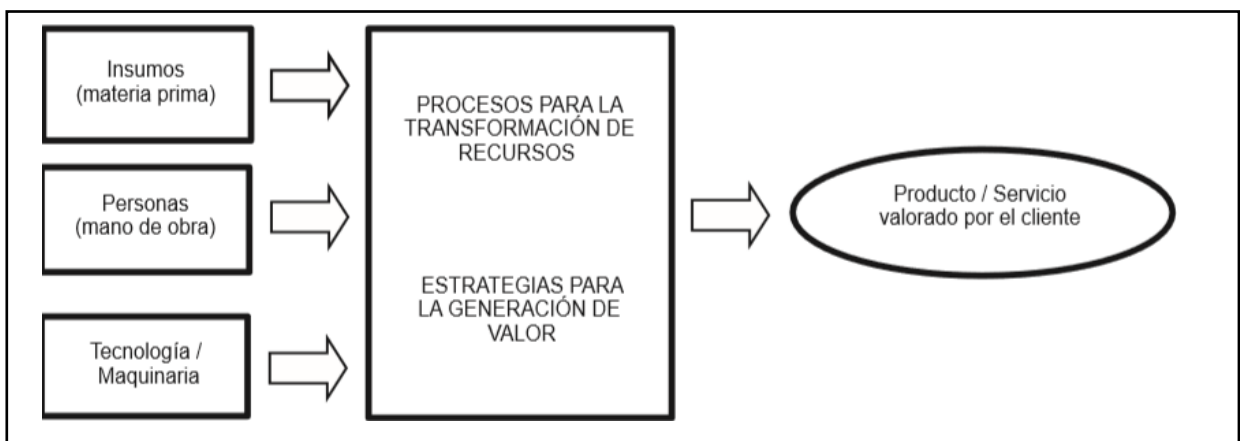 Insumos
(materia prima)
Personas
(mano de obra)
Tecnología /
Maquinaria
PROCESOS PARA LA
TRANSFORMACIÓN DE
RECURSOS
ESTRATEGIAS PARA
LA GENERACIÓN DE
VALOR
Producto / Servicio
valorado por el cliente